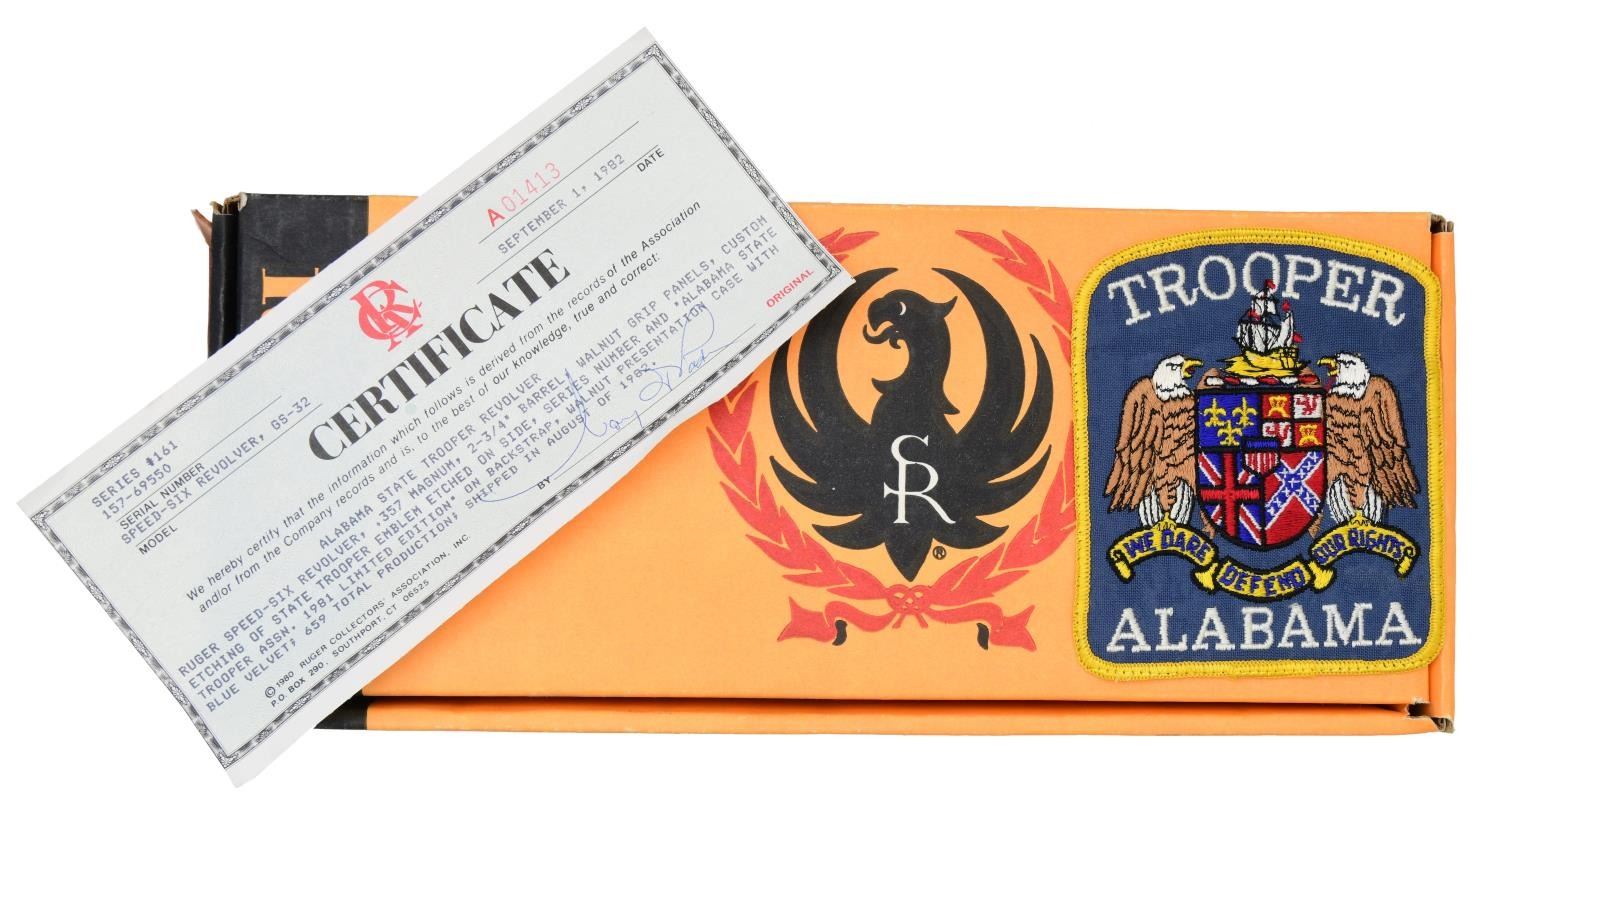 A 01413
SEPTEMBER 1, 1982
DATE
RCA
CERTIFICATE
SERIES #161
157-69550
SERIAL NUMBER
SPEED-SIX REVOLVER, GS-32
MODEL
We hereby certify that the information which follows is derived from the records of the Association
and/or from the Company records and is, to the best of our knowledge, true and correct:
ALABAMA STATE TROOPER REVOLVER
RUGER SPEED-SIX REVOLVER, .357 MAGNUM, 2-3/4" BARREL, WALNUT GRIP PANELS, CUSTOM
ETCHING OF STATE TROOPER EMBLEM ETCHED ON SIDE, SERIES NUMBER AND "ALABAMA STATE
TROOPER ASSN. 1981 LIMITED EDITION" ON BACKSTRAP, WALNUT PRESENTATION CASE WITH
BLUE VELVET; 659 TOTAL PRODUCTION; SHIPPED IN AUGUST OF 1982.
BY
ORIGINAL
©1980 RUGER COLLECTORS' ASSOCIATION, INC.
P.O. BOX 290, SOUTHPORT, CT 06525
SR
®
TROOPER
WE DARE DEFEND OUR RIGHTS
ALABAMA